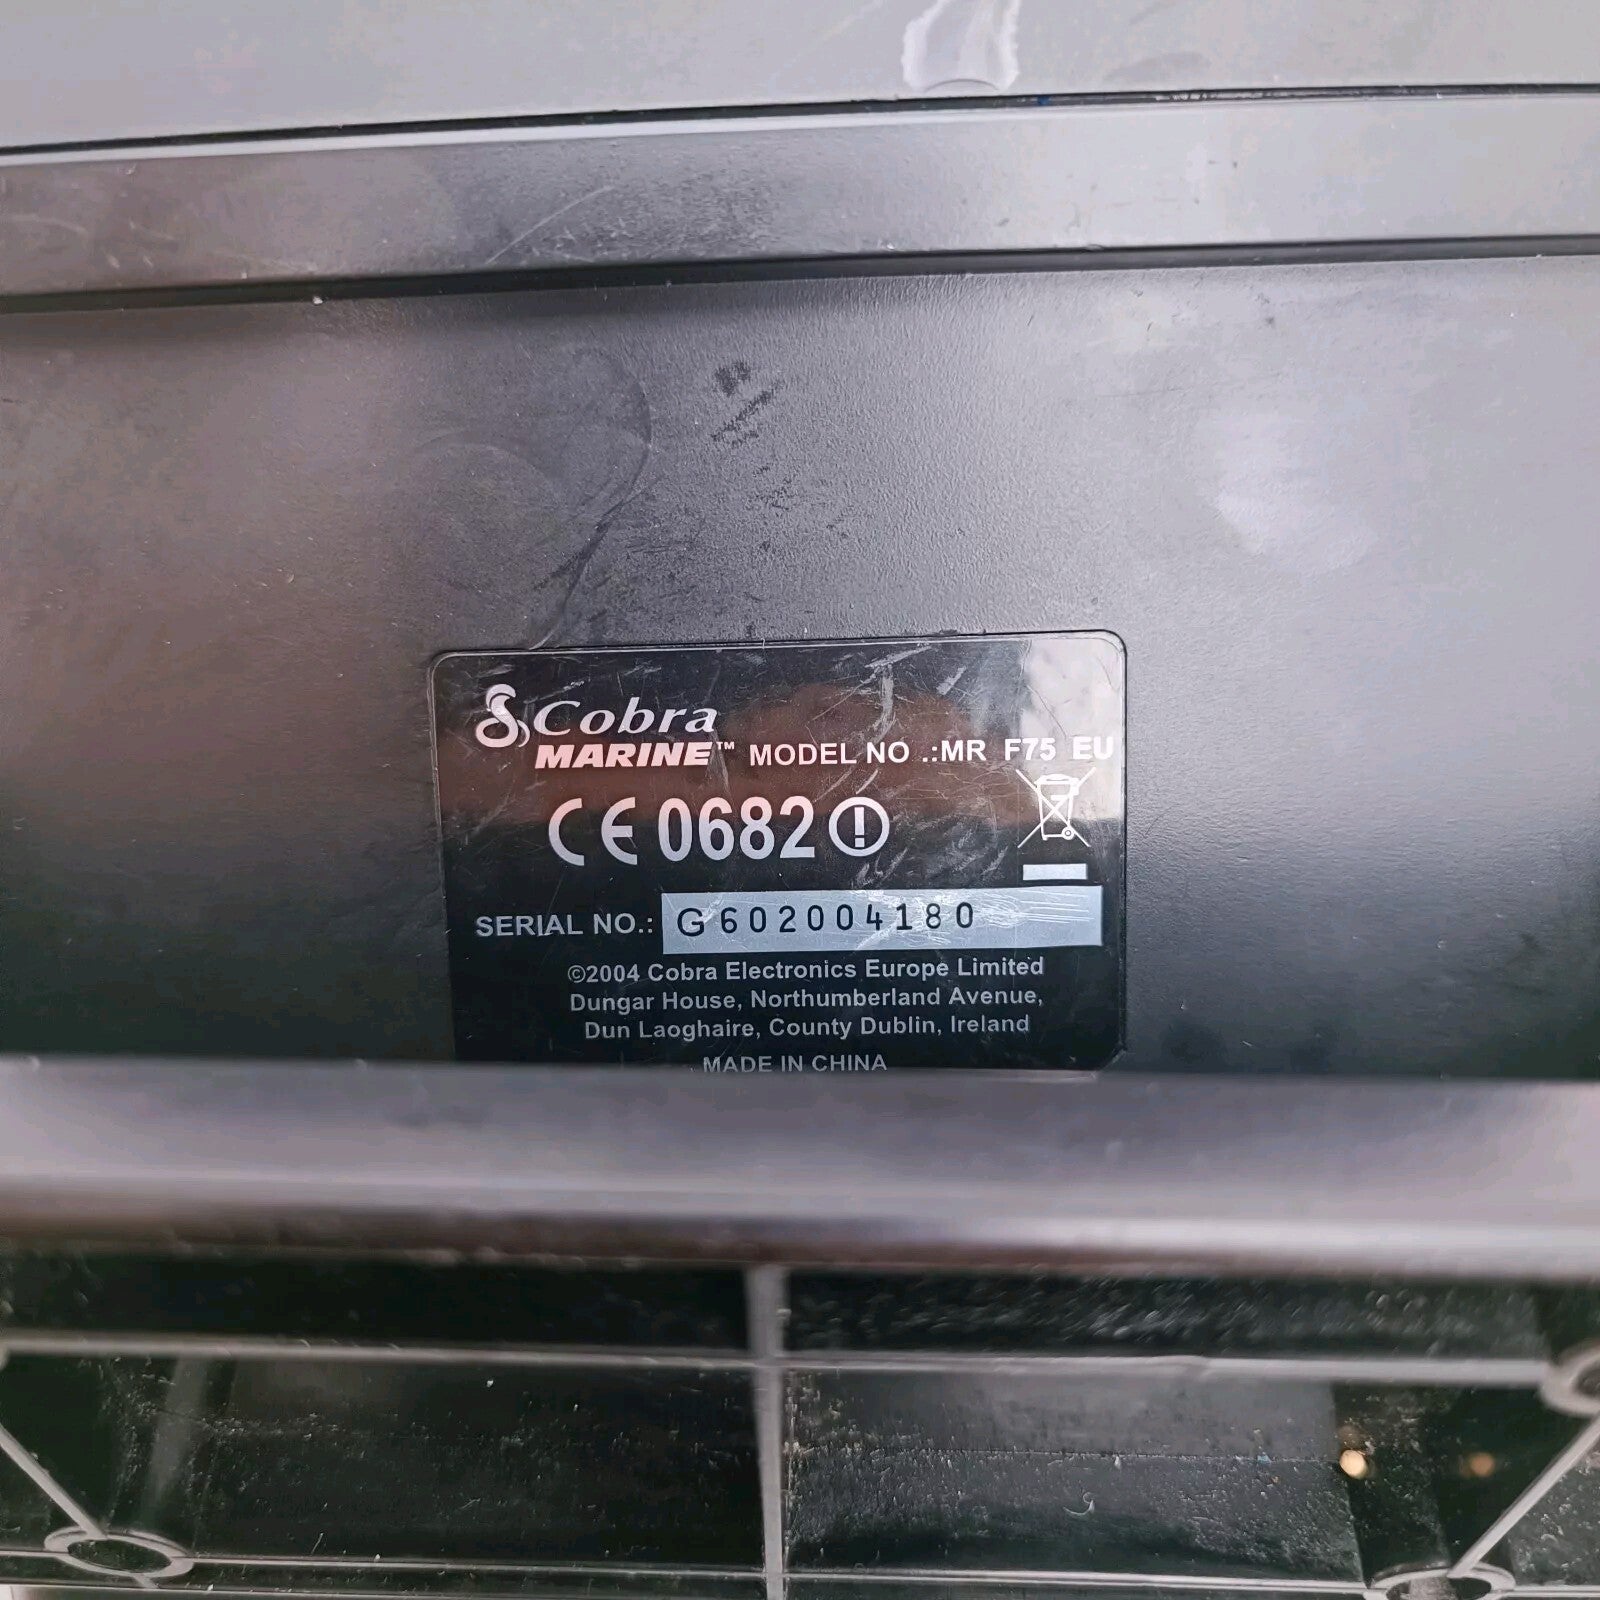 Cobra
MARINE™ MODEL NO .:MR F75 EU
CE 0682
SERIAL NO.: G602004180
©2004 Cobra Electronics Europe Limited
Dungar House, Northumberland Avenue,
Dun Laoghaire, County Dublin, Ireland
MADE IN CHINA